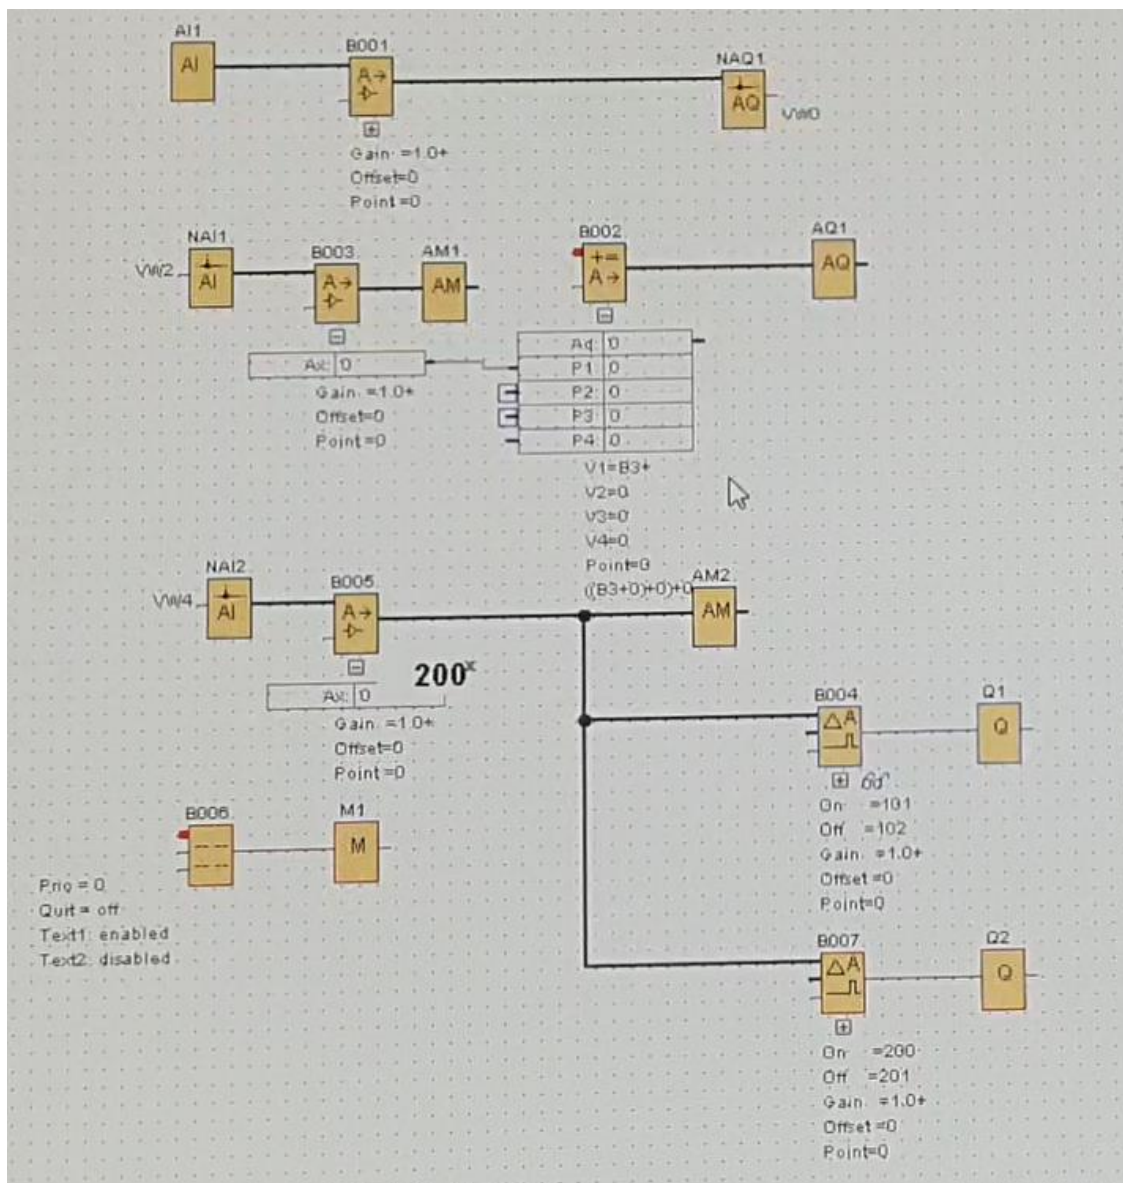 AI1
AI
B001
A→
Gain =1.0+
Offset=0
Point=0
NAQ1
AQ
VW0
NAI1
VW2
AI
B003
A→
AM1
AM
Ax: 0
Gain =1.0+
Offset=0
Point=0
B002
+=
A→
AQ1
AQ
Aq: 0
P1: 0
P2: 0
P3: 0
P4: 0
V1=B3+
V2=0
V3=0
V4=0
Point=0
((B3+0)+0)+0
NAI2
VW4
AI
B005
A→
AM2
AM
200x
Ax: 0
Gain =1.0+
Offset=0
Point=0
B004
ΔA
Q1
Q
On =101
Off =102
Gain =1.0+
Offset=0
Point=0
B006
M1
M
Prio = 0
Quit = off
Text1: enabled
Text2: disabled
B007
ΔA
Q2
Q
On =200
Off =201
Gain =1.0+
Offset=0
Point=0